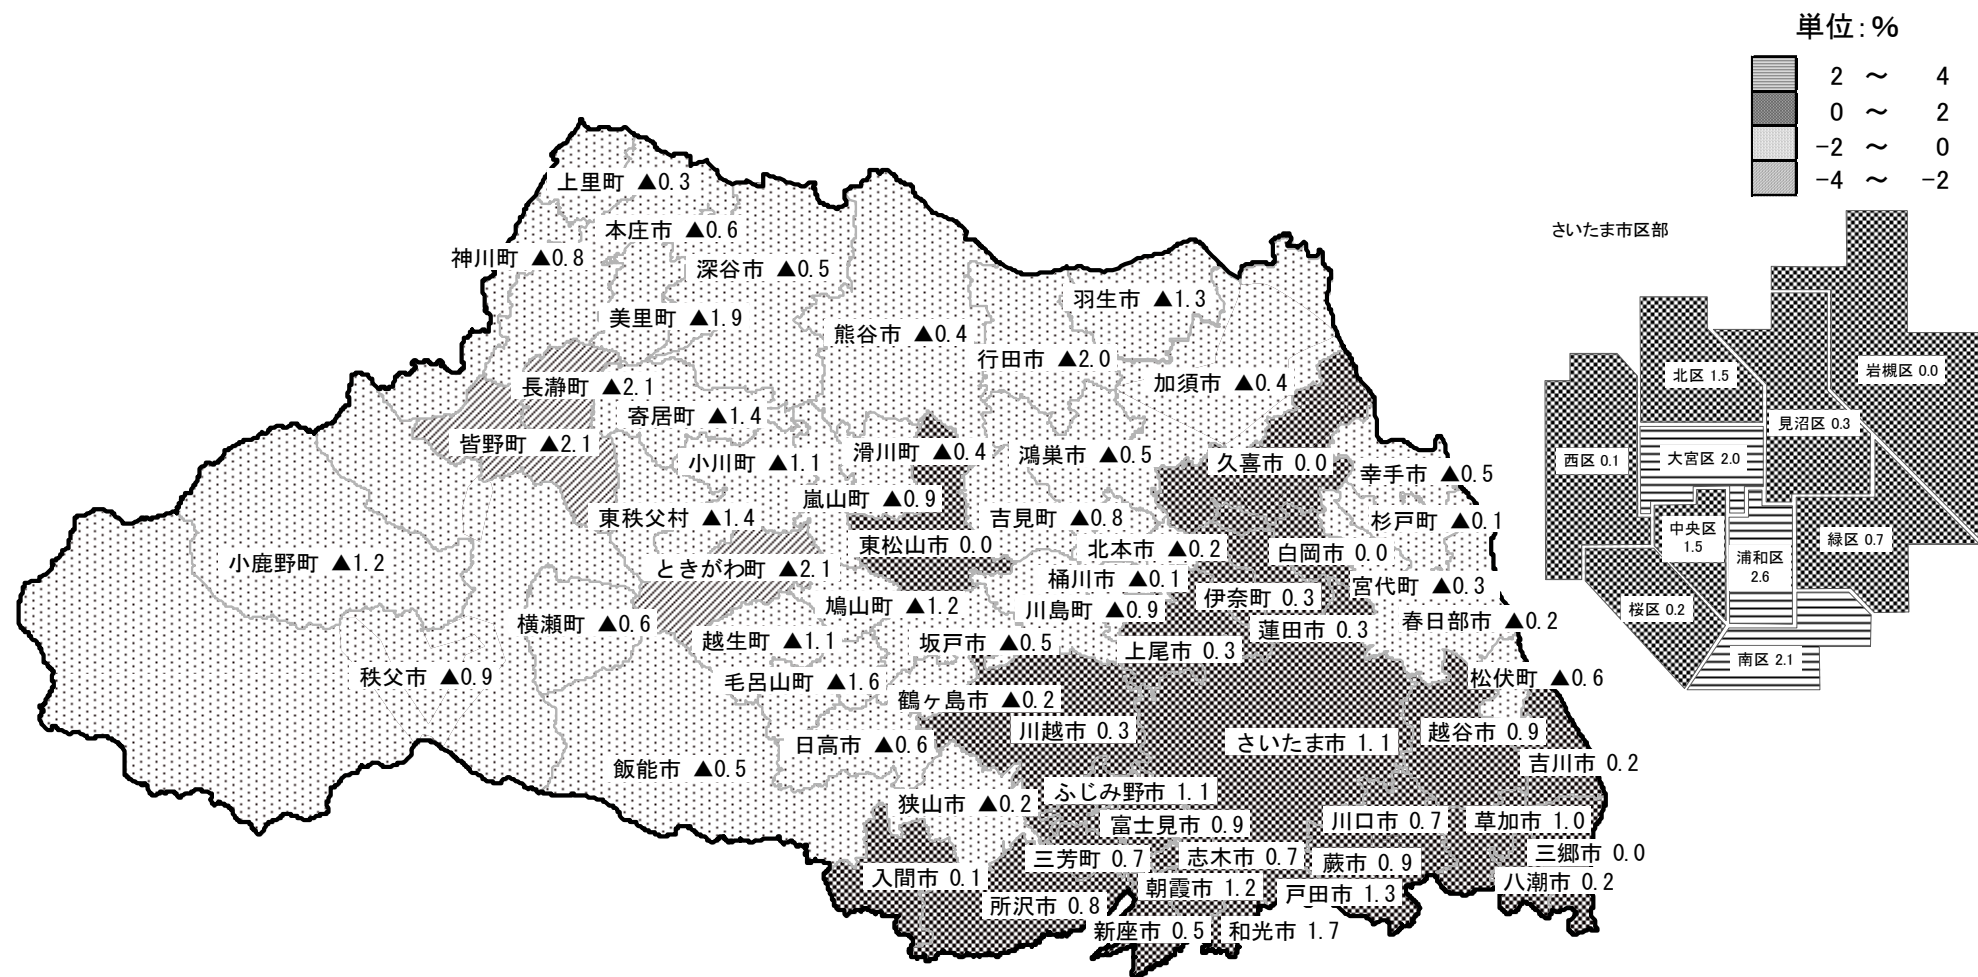 単位：％
2 ～ 4
0 ～ 2
-2 ～ 0
-4 ～ -2
さいたま市区部
上里町 ▲0.3
本庄市 ▲0.6
神川町 ▲0.8
深谷市 ▲0.5
美里町 ▲1.9
羽生市 ▲1.3
熊谷市 ▲0.4
行田市 ▲2.0
加須市 ▲0.4
長瀞町 ▲2.1
寄居町 ▲1.4
皆野町 ▲2.1
小川町 ▲1.1
滑川町 ▲0.4
鴻巣市 ▲0.5
久喜市 0.0
幸手市 ▲0.5
嵐山町 ▲0.9
東秩父村 ▲1.4
吉見町 ▲0.8
杉戸町 ▲0.1
東松山市 0.0
北本市 ▲0.2
白岡市 0.0
小鹿野町 ▲1.2
ときがわ町 ▲2.1
桶川市 ▲0.1
宮代町 ▲0.3
伊奈町 0.3
鳩山町 ▲1.2
川島町 ▲0.9
横瀬町 ▲0.6
春日部市 ▲0.2
蓮田市 0.3
越生町 ▲1.1
坂戸市 ▲0.5
上尾市 0.3
秩父市 ▲0.9
毛呂山町 ▲1.6
松伏町 ▲0.6
鶴ヶ島市 ▲0.2
川越市 0.3
さいたま市 1.1
越谷市 0.9
日高市 ▲0.6
吉川市 0.2
飯能市 ▲0.5
狭山市 ▲0.2
ふじみ野市 1.1
富士見市 0.9
川口市 0.7
草加市 1.0
三芳町 0.7
志木市 0.7
蕨市 0.9
三郷市 0.0
入間市 0.1
朝霞市 1.2
戸田市 1.3
八潮市 0.2
所沢市 0.8
新座市 0.5
和光市 1.7
北区 1.5
岩槻区 0.0
見沼区 0.3
西区 0.1
大宮区 2.0
中央区
1.5
緑区 0.7
浦和区
2.6
桜区 0.2
南区 2.1